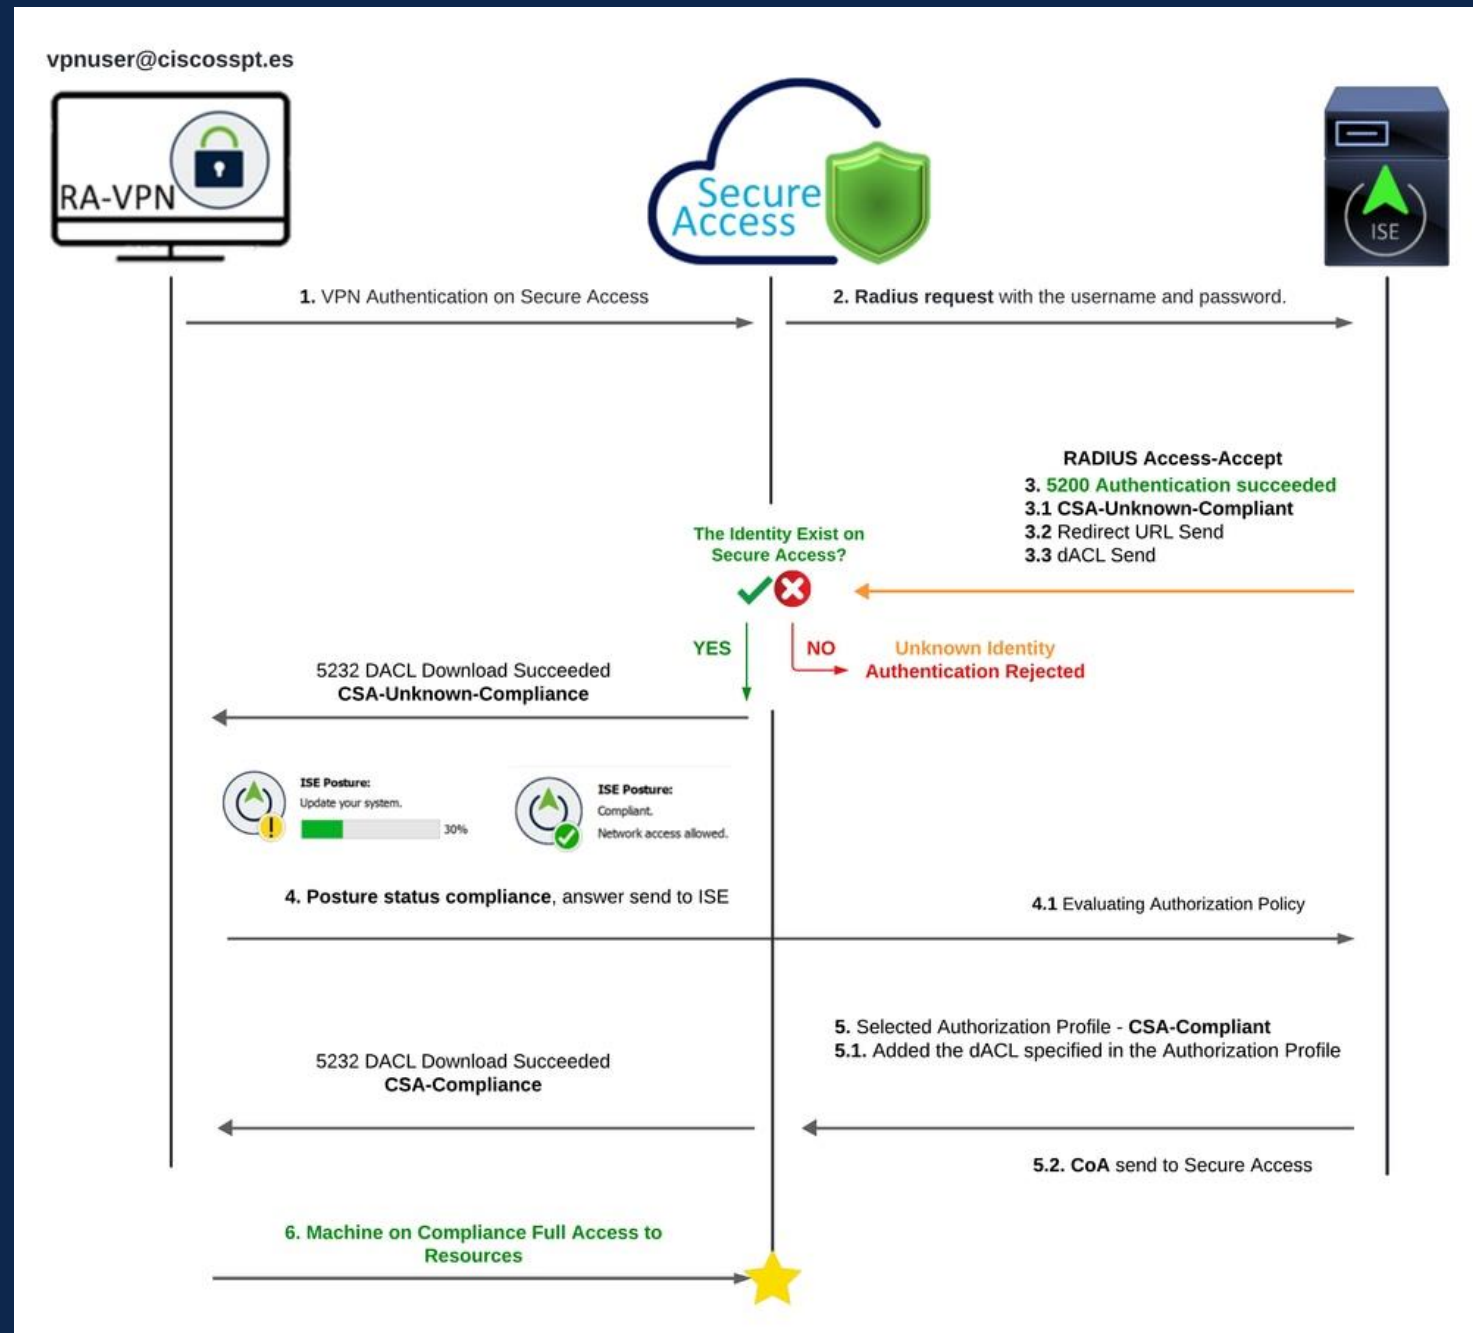 vpnuser@ciscosspt.es
RA-VPN
Secure
Access
ISE
1. VPN Authentication on Secure Access
2. Radius request with the username and password.
RADIUS Access-Accept
3. 5200 Authentication succeeded
3.1 CSA-Unknown-Compliant
3.2 Redirect URL Send
3.3 dACL Send
The Identity Exist on
Secure Access?
YES
NO
Unknown Identity
Authentication Rejected
5232 DACL Download Succeeded
CSA-Unknown-Compliance
ISE Posture:
Update your system.
30%
ISE Posture:
Compliant.
Network access allowed.
4. Posture status compliance, answer send to ISE
4.1 Evaluating Authorization Policy
5. Selected Authorization Profile - CSA-Compliant
5.1. Added the dACL specified in the Authorization Profile
5232 DACL Download Succeeded
CSA-Compliance
5.2. CoA send to Secure Access
6. Machine on Compliance Full Access to
Resources